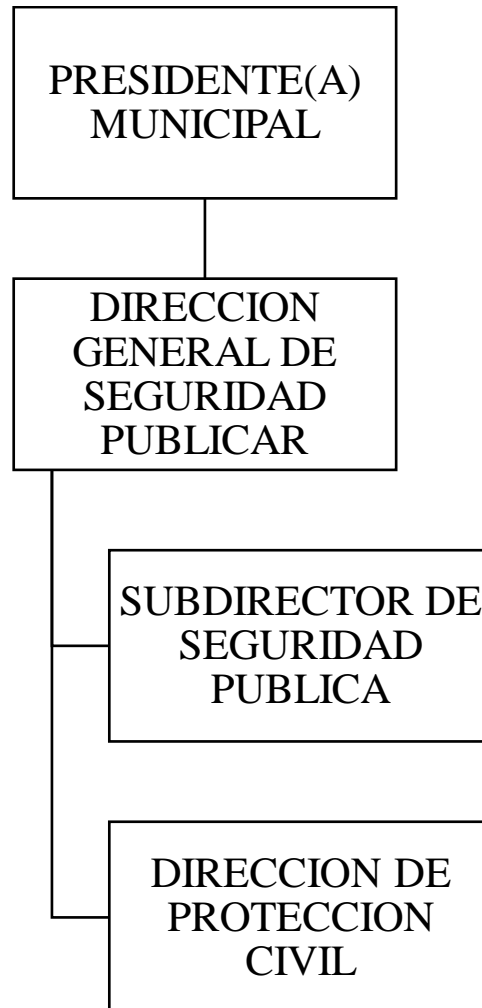 PRESIDENTE(A)
MUNICIPAL
DIRECCION
GENERAL DE
SEGURIDAD
PUBLICAR
SUBDIRECTOR DE
SEGURIDAD
PUBLICA
DIRECCION DE
PROTECCION
CIVIL